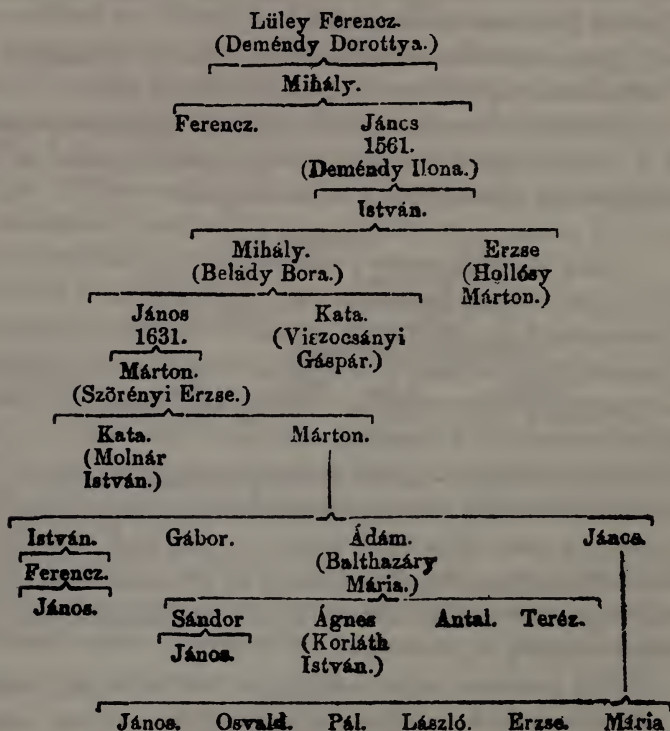 Lüley Ferencz.
(Deméndy Dorottya.)
Mihály.
Ferencz. Jáncs
1561.
(Deméndy Ilona.)
István.
Mihály. Erzse
(Belády Bora.) (Hollósy
Márton.)
János Kata.
1631. (Viszocsányi
Gáspár.)
Márton.
(Szörényi Erzse.)
Kata. Márton.
(Molnár
István.)
István. Gábor. Ádám. János.
(Balthazáry
Mária.)
Ferencz.
János.
Sándor Ágnes Antal. Teréz.
(Korláth
István.)
János.
János. Osvald. Pál. László. Erzse. Mária